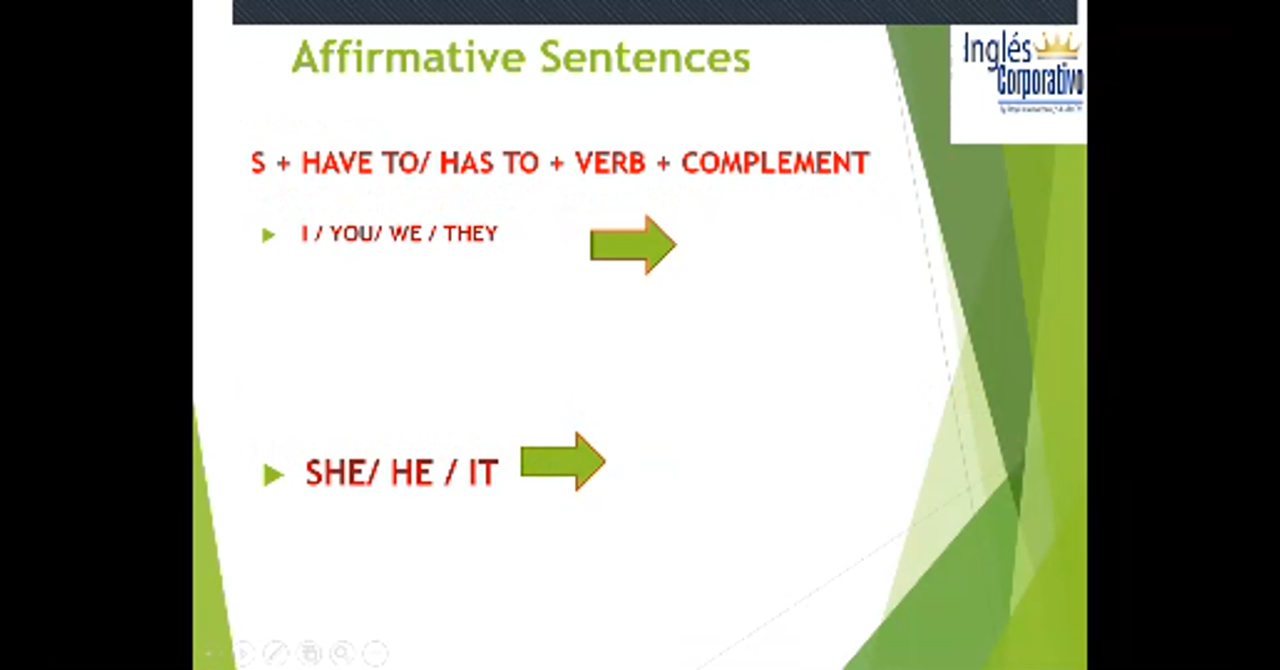 Affirmative Sentences
Inglés
Corporativo
S + HAVE TO/ HAS TO + VERB + COMPLEMENT
I / YOU/ WE / THEY
SHE/ HE / IT